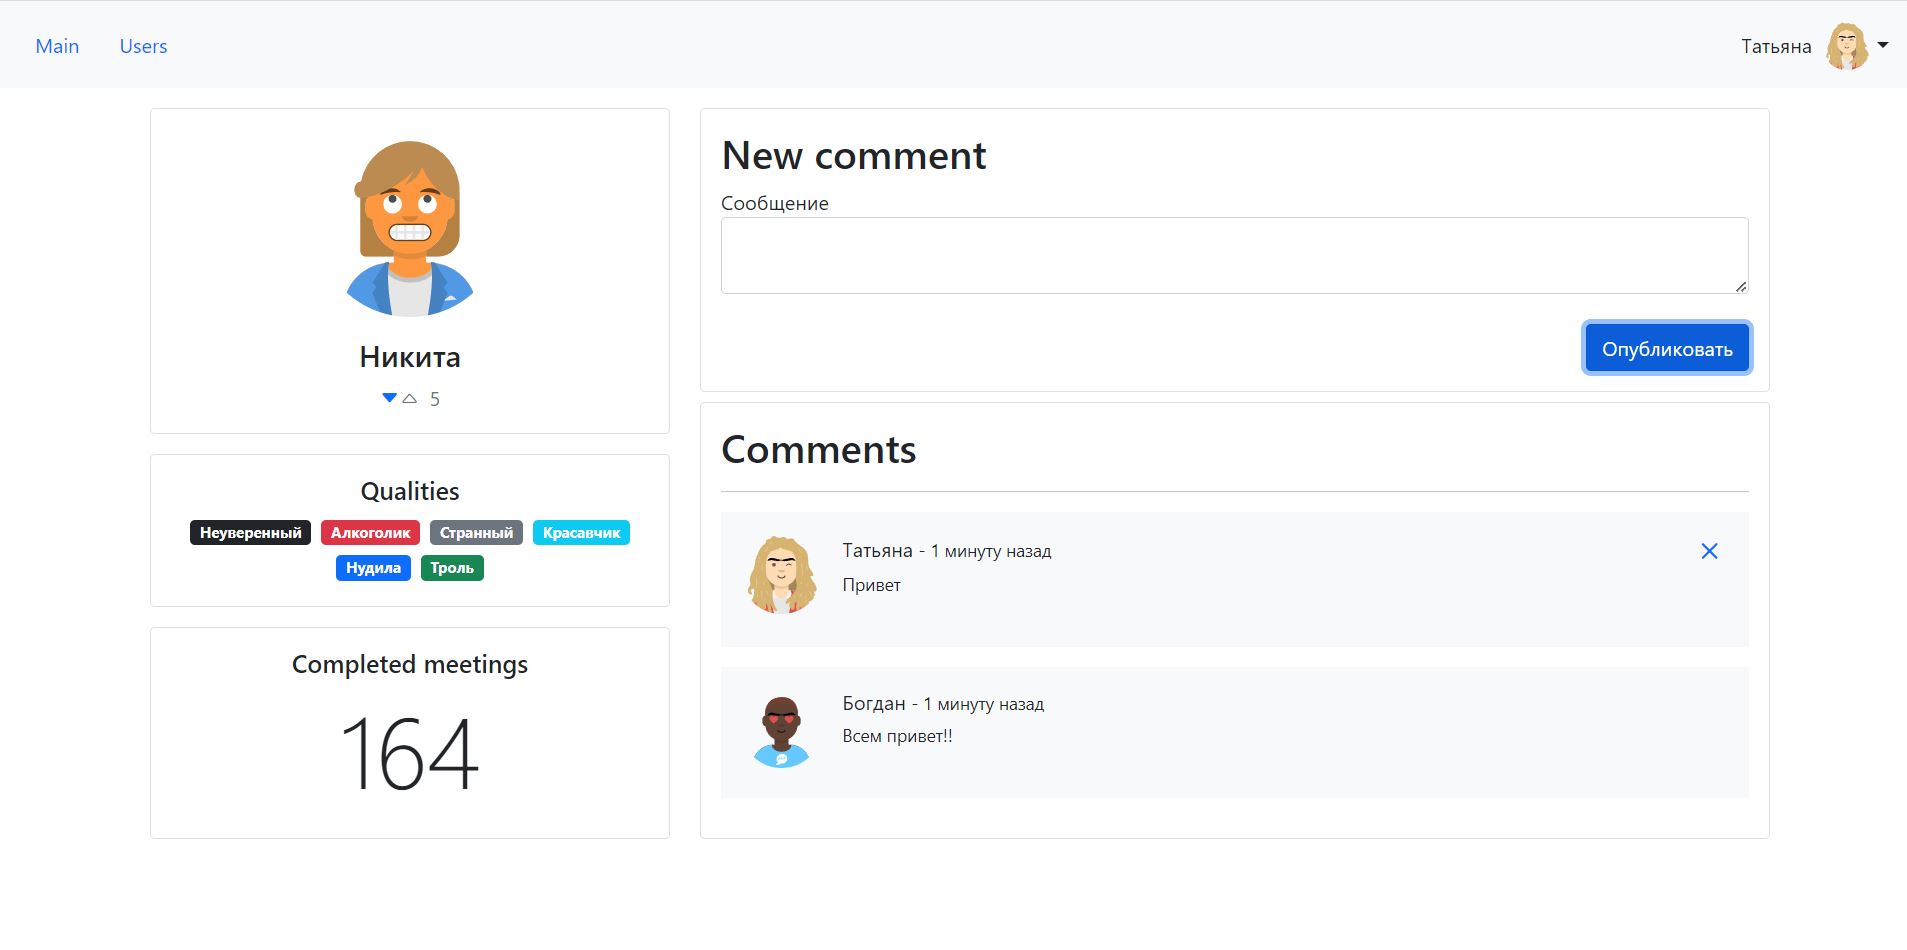 Main Users Татьяна
Никита
5
Qualities
Неуверенный Алкоголик Странный Красавчик
Нудила Троль
Completed meetings
164
New comment
Сообщение
Опубликовать
Comments
Татьяна - 1 минуту назад
Привет
Богдан - 1 минуту назад
Всем привет!!